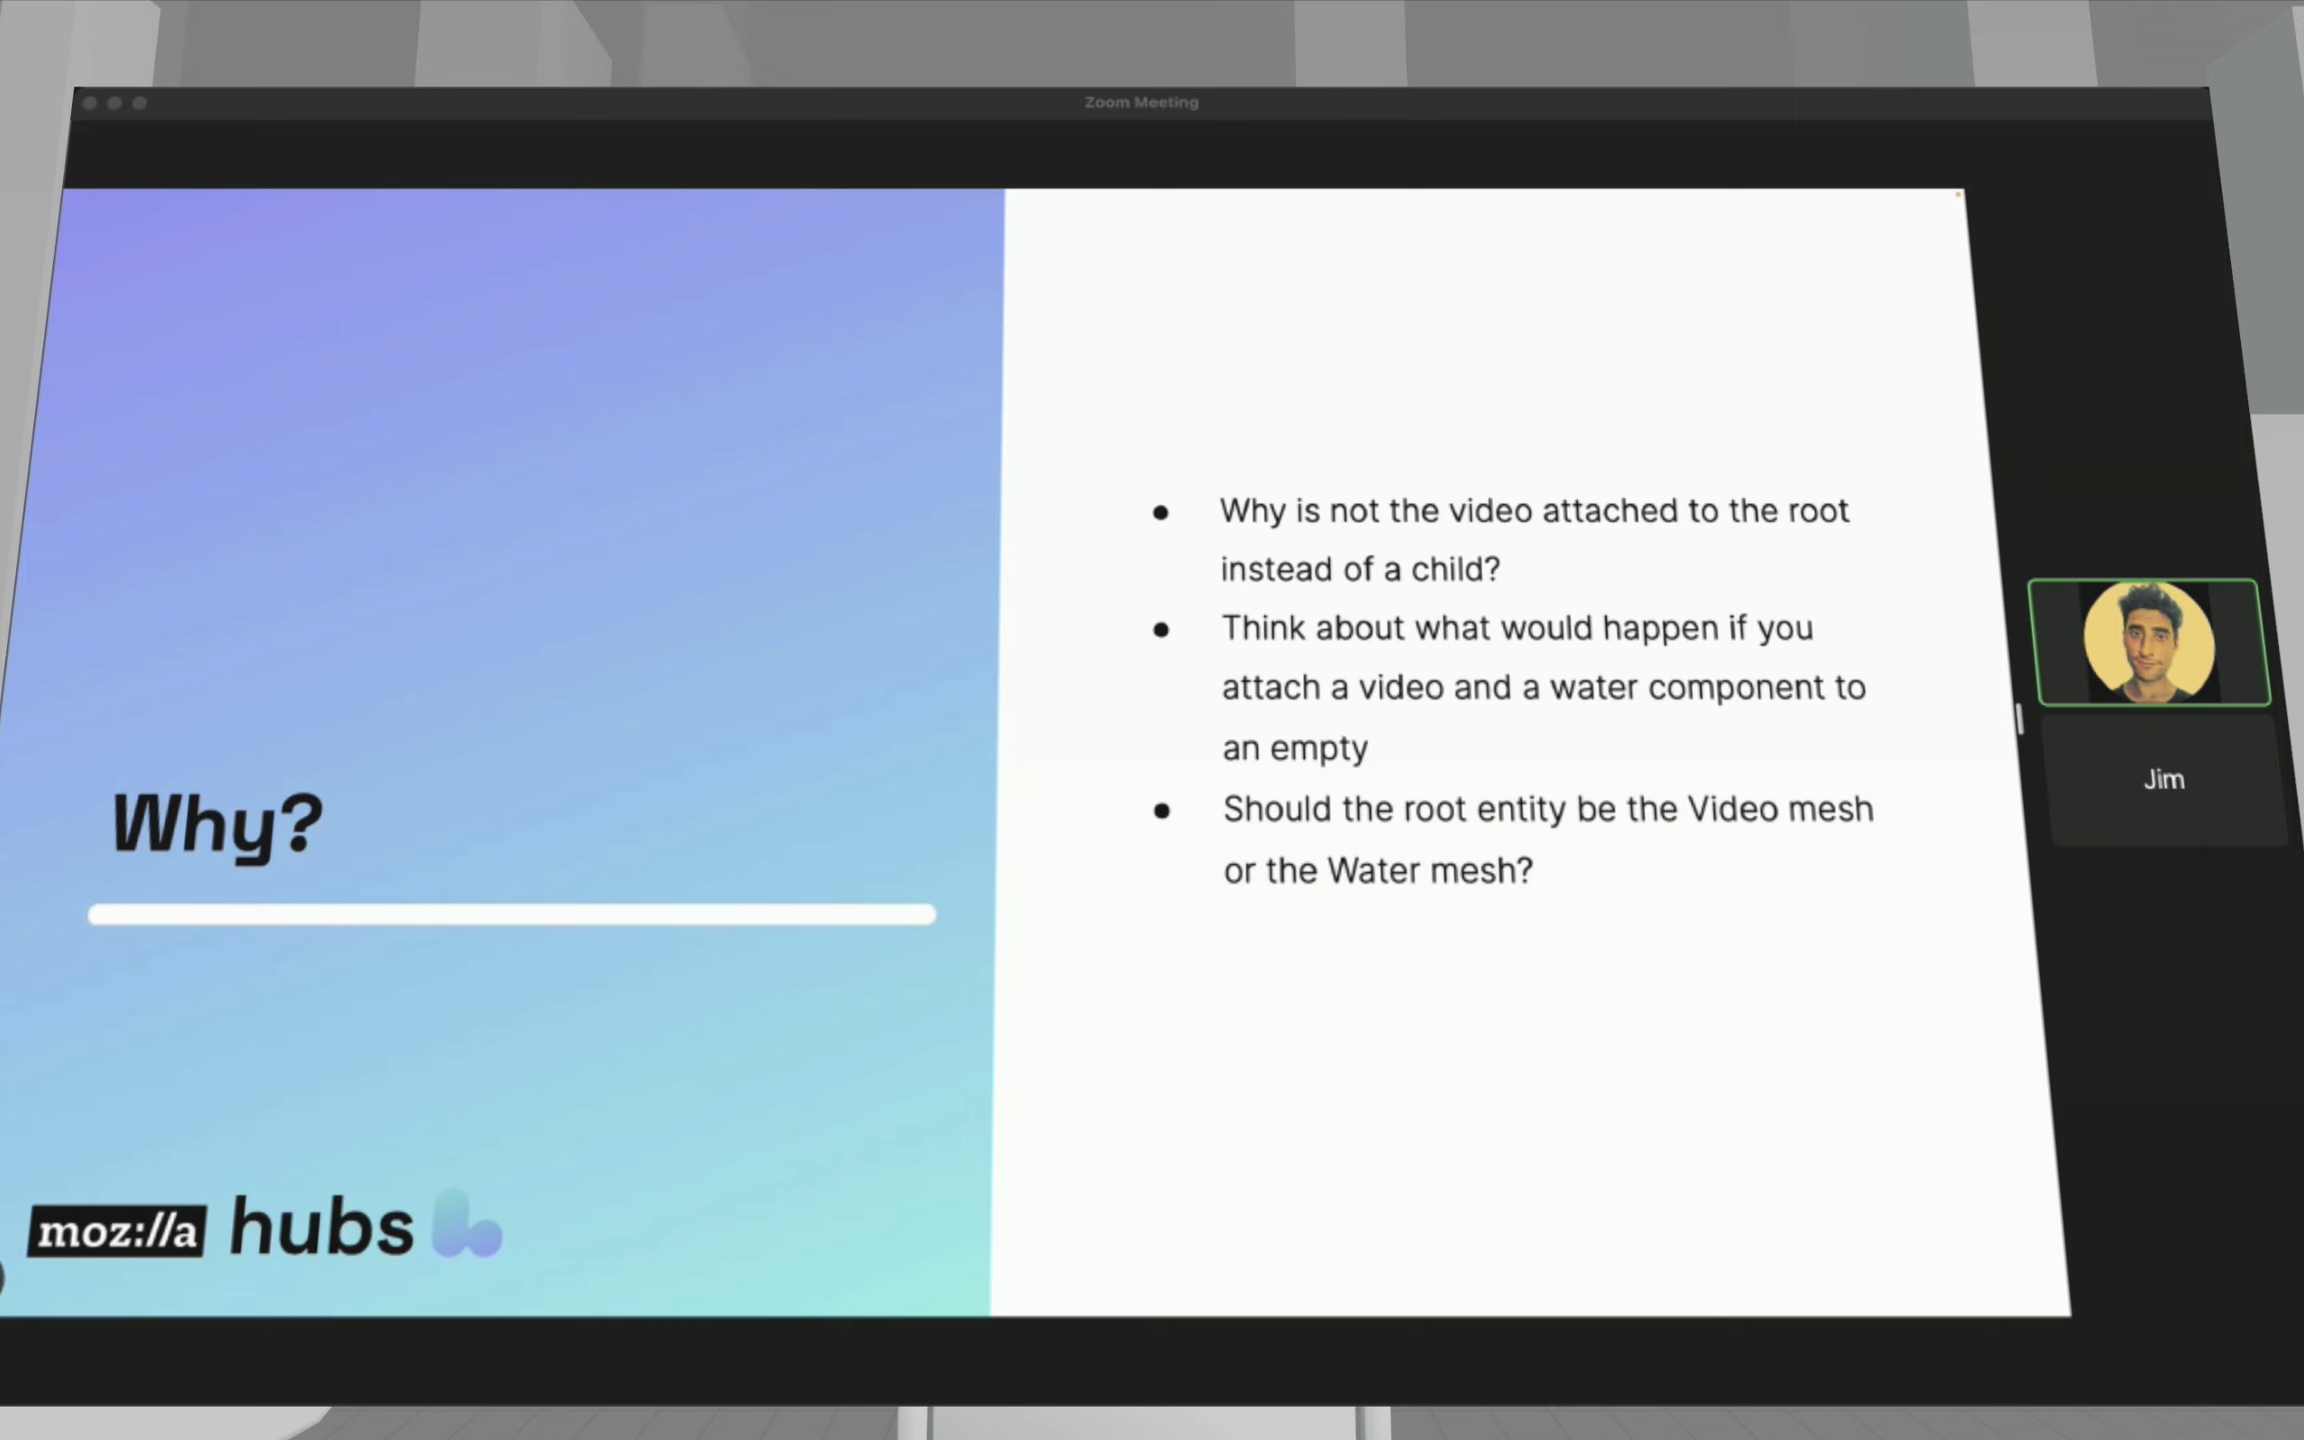 Zoom Meeting
Why?
moz://a hubs
Why is not the video attached to the root
instead of a child?
Think about what would happen if you
attach a video and a water component to
an empty
Should the root entity be the Video mesh
or the Water mesh?
Jim